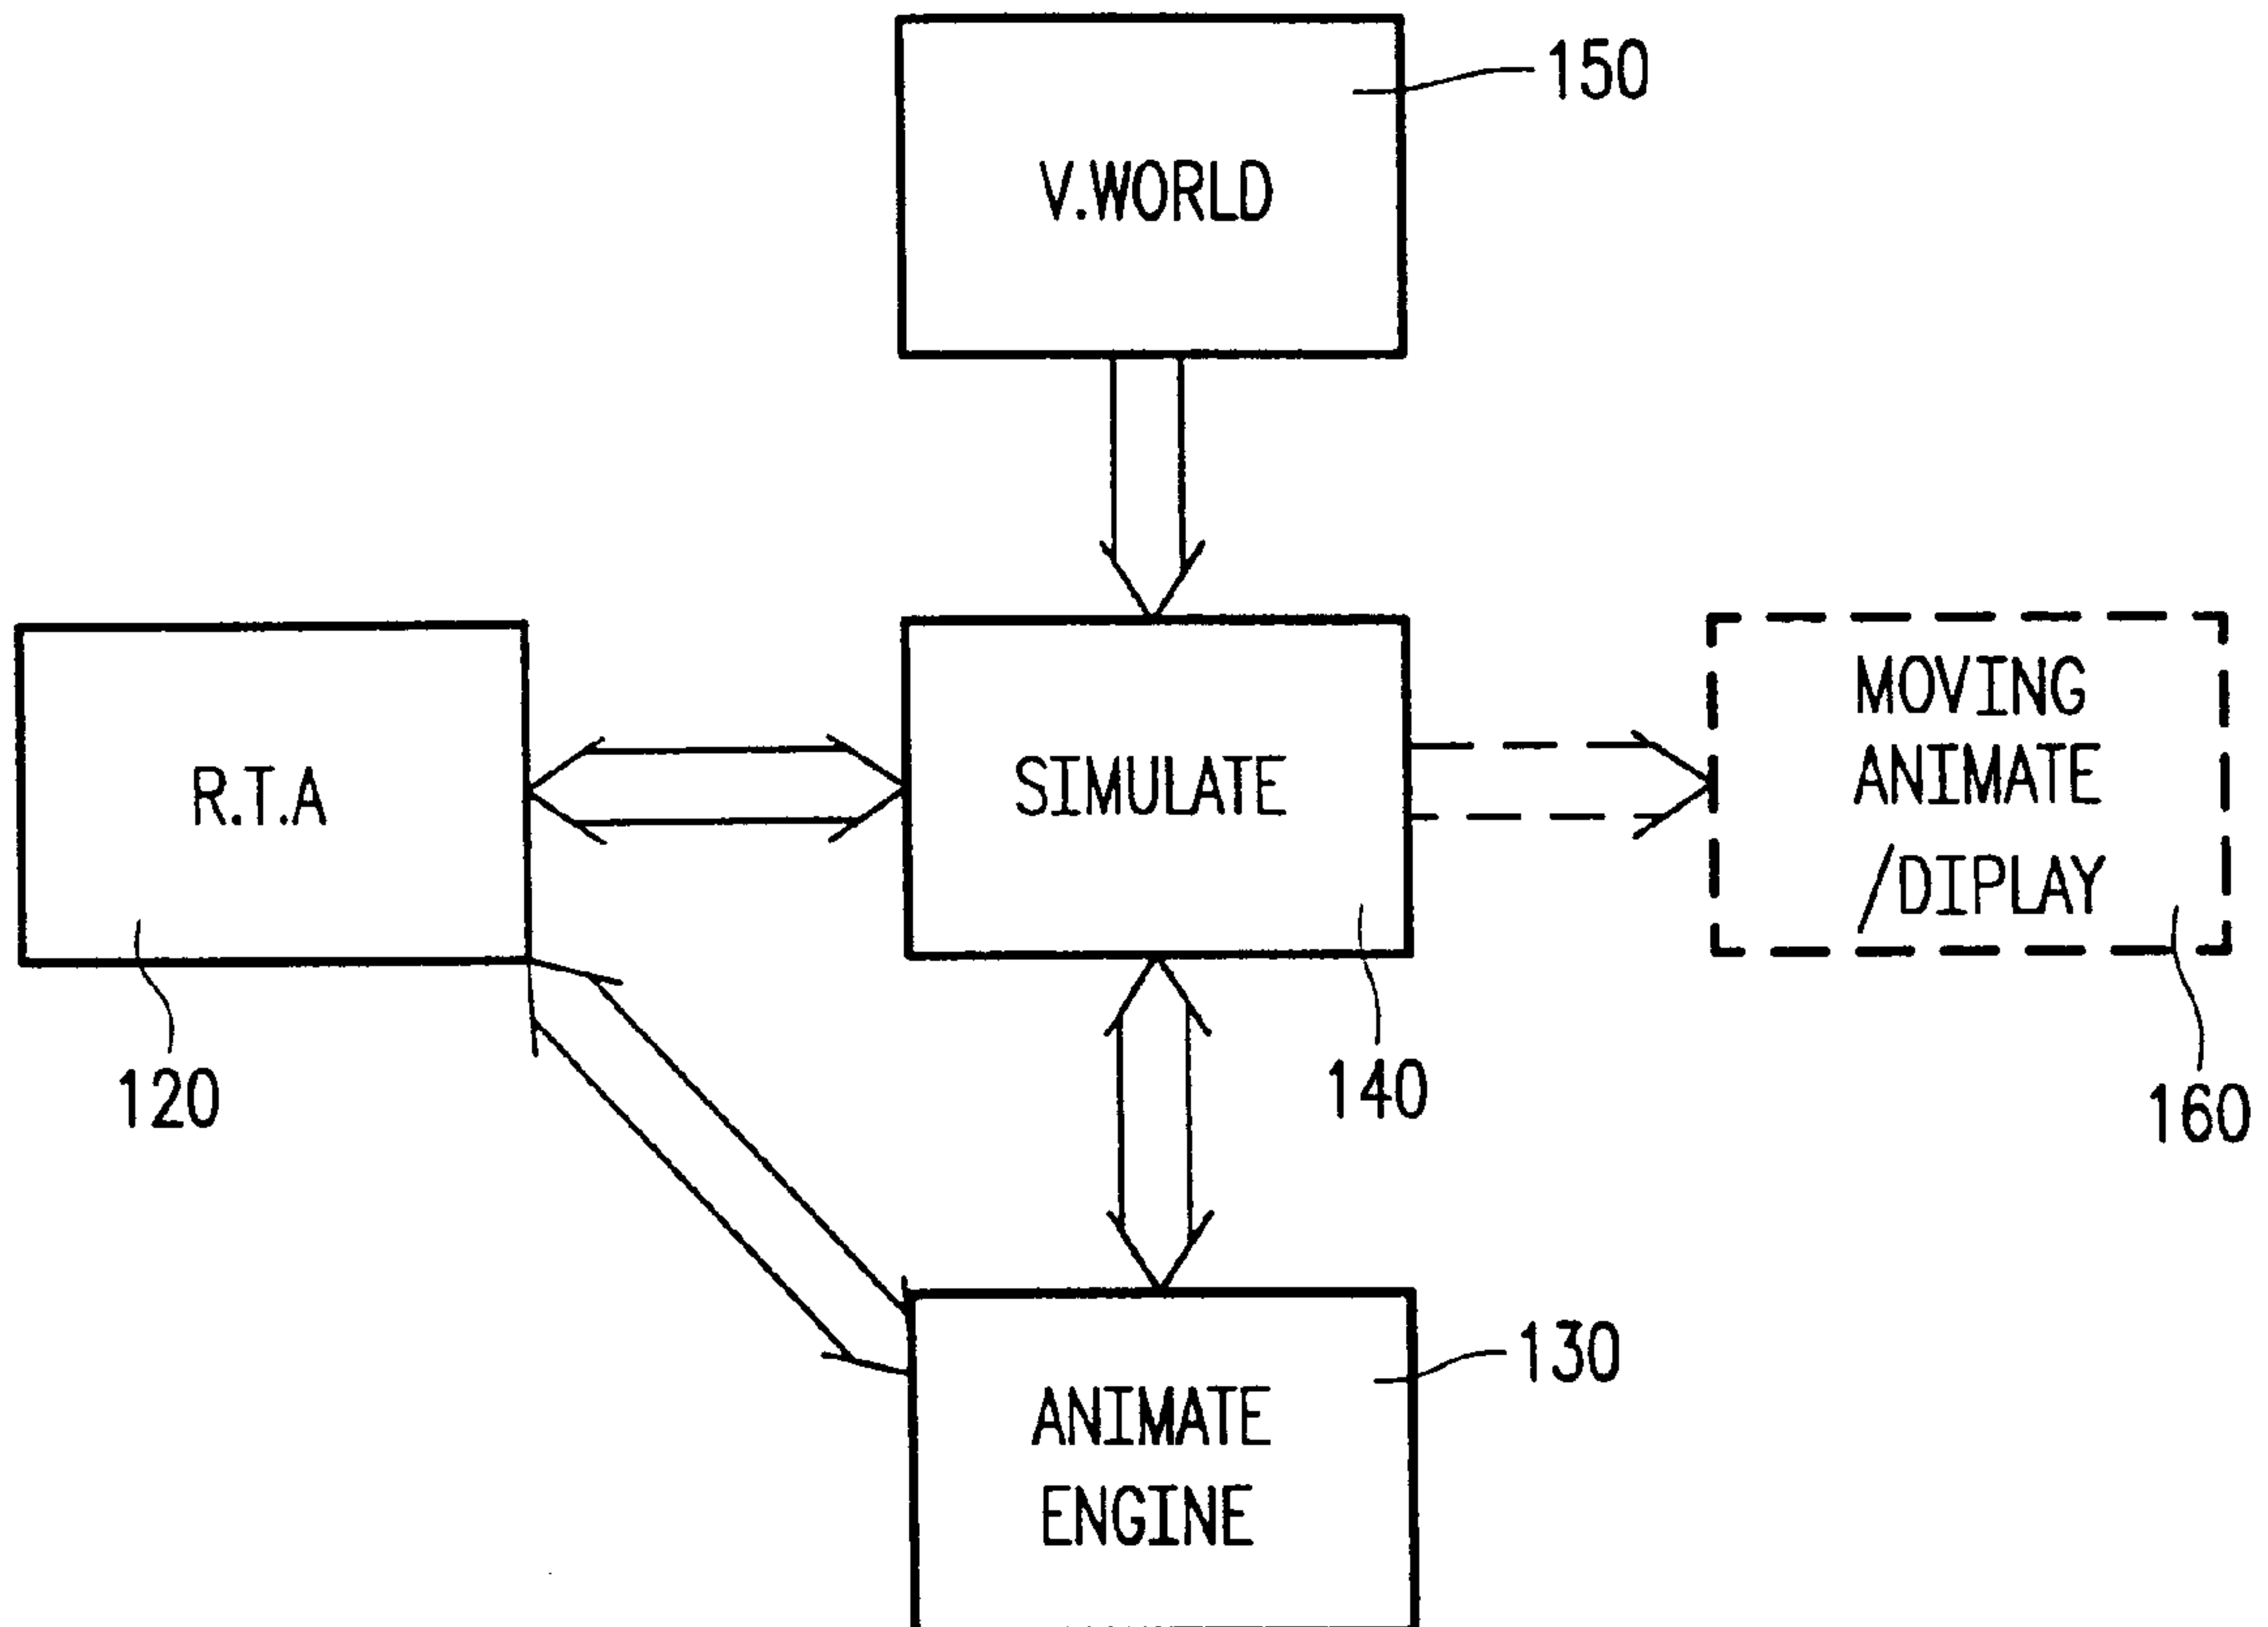 150
V.WORLD
R.T.A
SIMULATE
MOVING
ANIMATE
/DIPLAY
120
140
160
130
ANIMATE
ENGINE